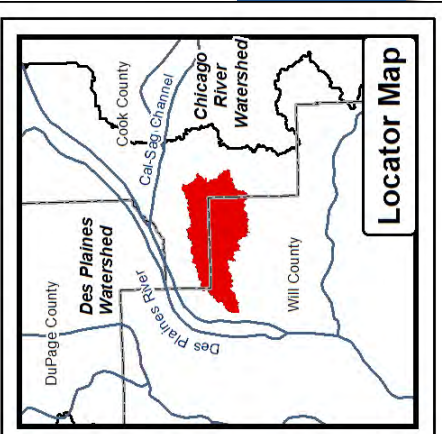 Locator Map
Cook County
Cal-Sag Channel
Chicago
River
Watershed
Des Plaines
Watershed
DuPage County
Des Plaines River
Will County